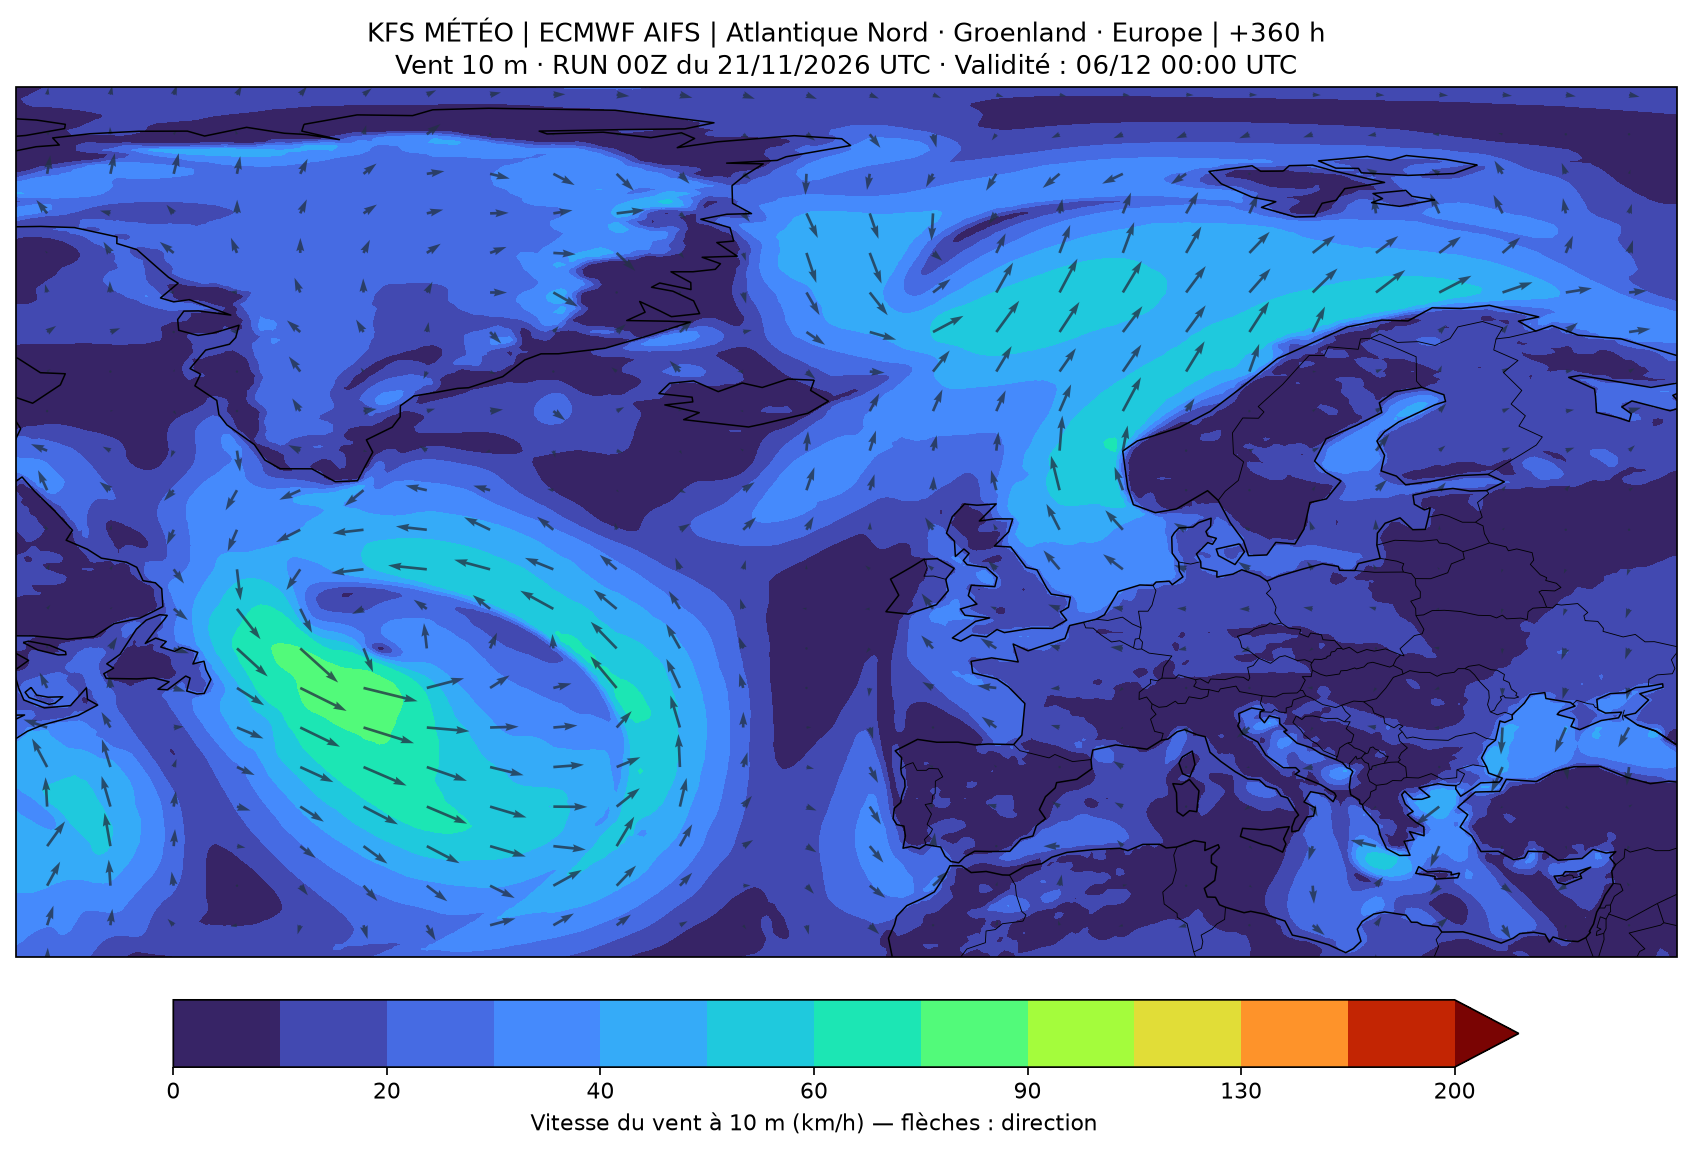 KFS MÉTÉO | ECMWF AIFS | Atlantique Nord · Groenland · Europe | +360 h
Vent 10 m · RUN 00Z du 21/11/2026 UTC · Validité : 06/12 00:00 UTC
0 20 40 60 90 130 200
Vitesse du vent à 10 m (km/h) — flèches : direction